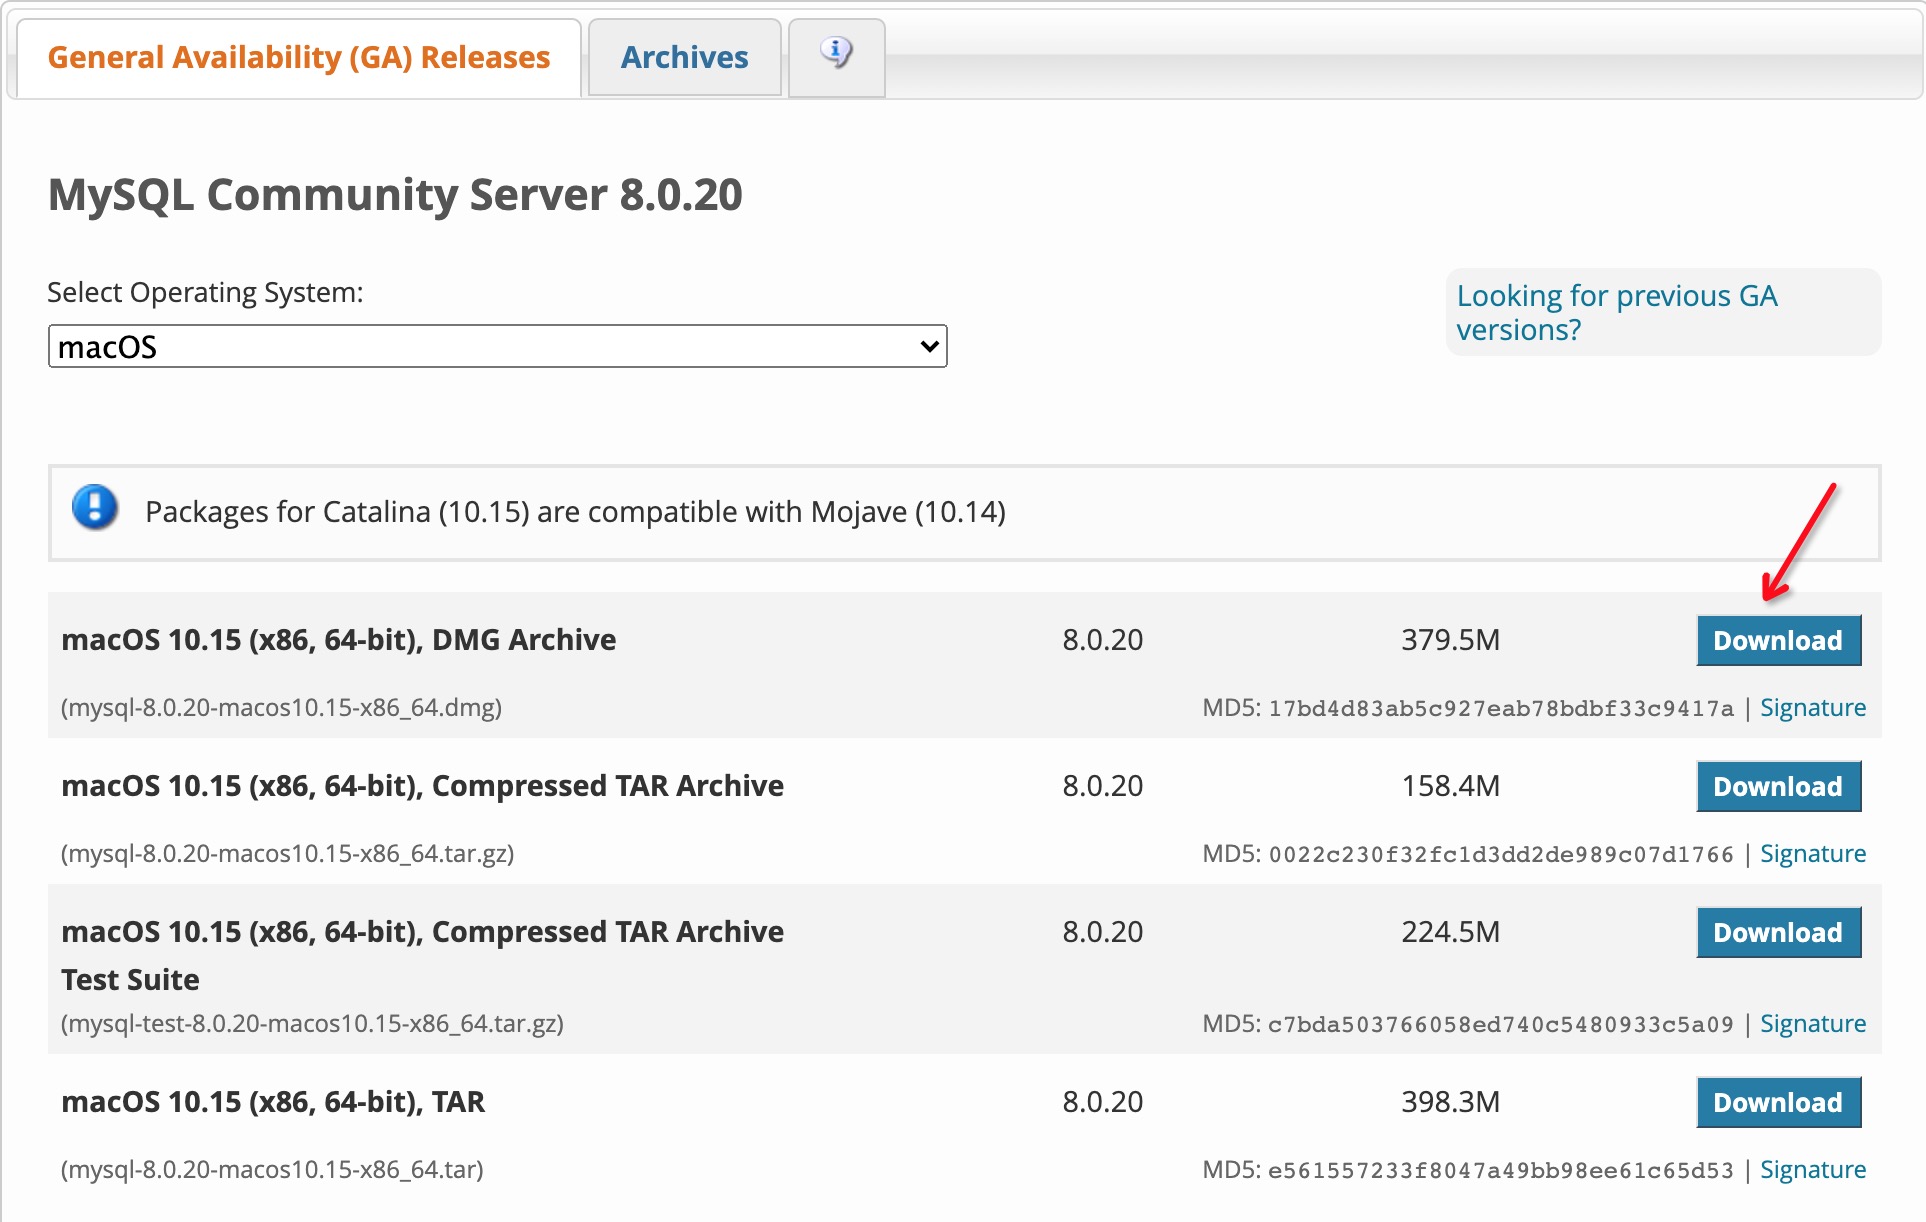 General Availability (GA) Releases
Archives
MySQL Community Server 8.0.20
Select Operating System:
macOS
Looking for previous GA
versions?
Packages for Catalina (10.15) are compatible with Mojave (10.14)
macOS 10.15 (x86, 64-bit), DMG Archive 8.0.20 379.5M Download
(mysql-8.0.20-macos10.15-x86_64.dmg) MD5: 17bd4d83ab5c927eab78bdbf33c9417a | Signature
macOS 10.15 (x86, 64-bit), Compressed TAR Archive 8.0.20 158.4M Download
(mysql-8.0.20-macos10.15-x86_64.tar.gz) MD5: 0022c230f32fc1d3dd2de989c07d1766 | Signature
macOS 10.15 (x86, 64-bit), Compressed TAR Archive 8.0.20 224.5M Download
Test Suite
(mysql-test-8.0.20-macos10.15-x86_64.tar.gz) MD5: c7bda503766058ed740c5480933c5a09 | Signature
macOS 10.15 (x86, 64-bit), TAR 8.0.20 398.3M Download
(mysql-8.0.20-macos10.15-x86_64.tar) MD5: e561557233f8047a49bb98ee61c65d53 | Signature